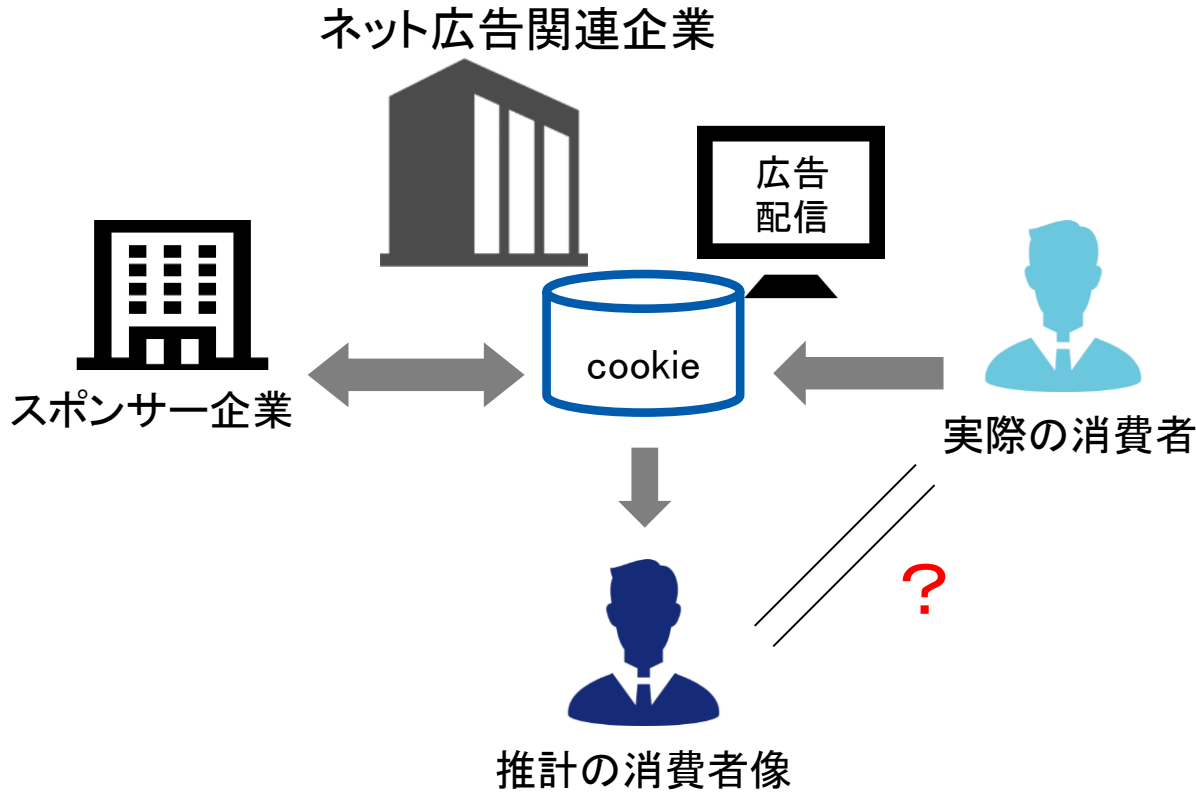 ネット広告関連企業
広告
配信
cookie
スポンサー企業
実際の消費者
?
推計の消費者像